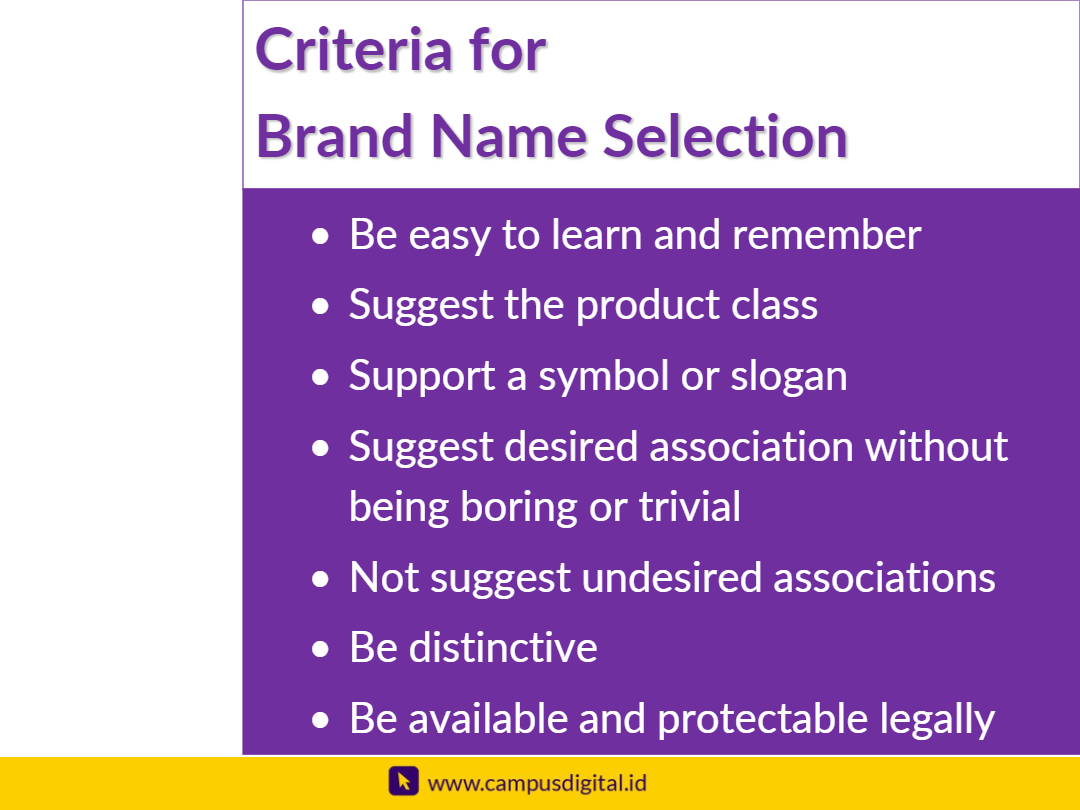 Criteria for
Brand Name Selection
• Be easy to learn and remember
• Suggest the product class
• Support a symbol or slogan
• Suggest desired association without
being boring or trivial
• Not suggest undesired associations
• Be distinctive
• Be available and protectable legally
www.campusdigital.id